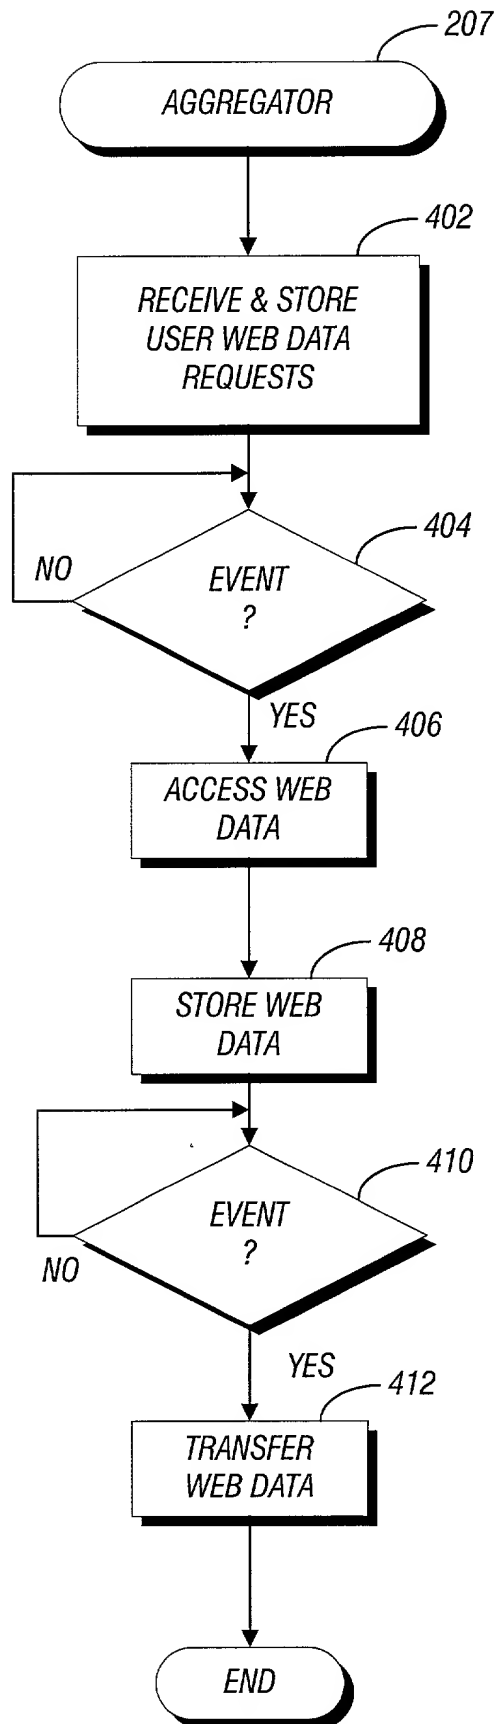 207
AGGREGATOR
402
RECEIVE & STORE
USER WEB DATA
REQUESTS
404
NO
EVENT
?
YES
406
ACCESS WEB
DATA
408
STORE WEB
DATA
410
EVENT
?
NO
YES
412
TRANSFER
WEB DATA
END